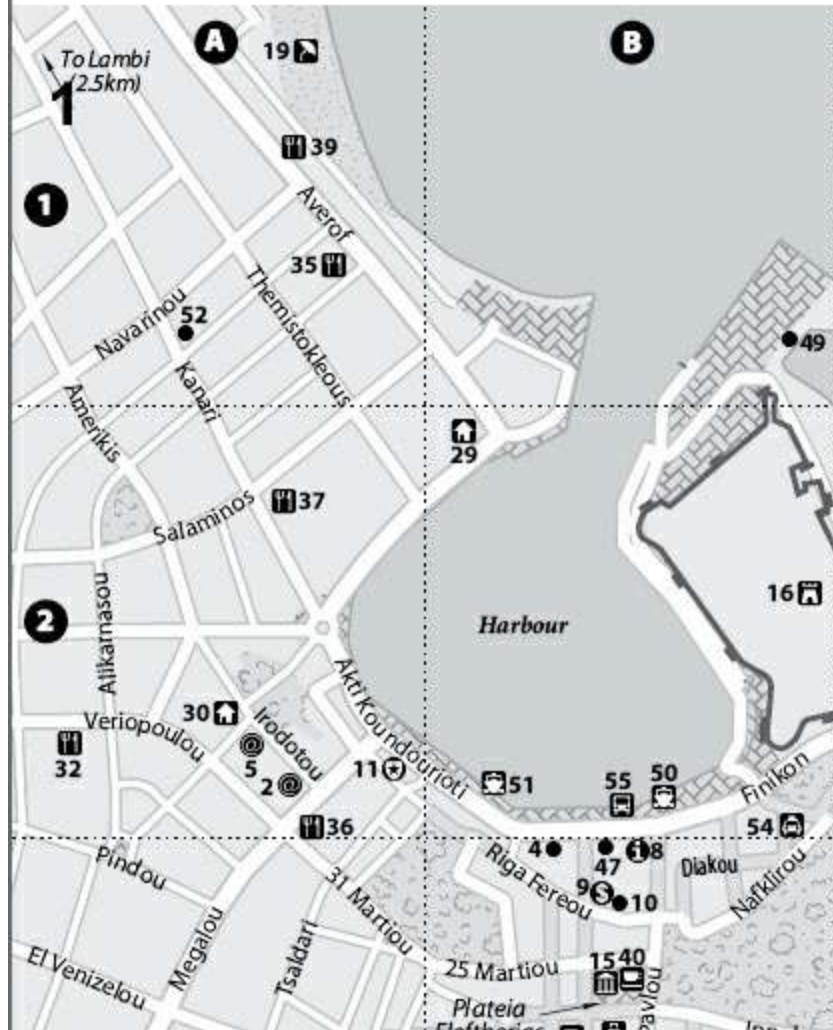 A
B
19
To Lambi
(2.5km)
1
39
1
Averof
35
Themistokleous
52
Navarinou
49
Kanari
Amerikis
29
37
Salaminos
16
2
Harbour
Alikarnasou
Akti Koundourioti
30
Irodotou
Veriopoulou
32
5
2
11
51
55
50
Finikon
36
54
4
47
8
Diakou
Pindou
Riga Fereou
9
10
Nafklirou
31 Martiou
Tsaldari
Megalou
El Venizelou
25 Martiou
15
40
Plateia
Eleftherias
Pavlou